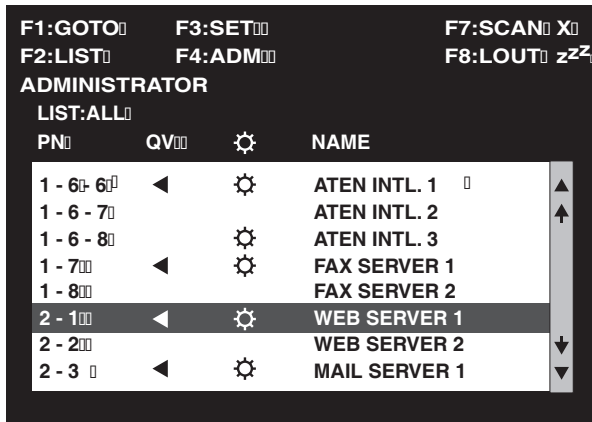 F1:GOTO F3:SET F7:SCAN X
F2:LIST F4:ADM F8:LOUT zzZ
ADMINISTRATOR
LIST:ALL
PN QV NAME
1 - 6 - 6 ATEN INTL. 1
1 - 6 - 7 ATEN INTL. 2
1 - 6 - 8 ATEN INTL. 3
1 - 7 FAX SERVER 1
1 - 8 FAX SERVER 2
2 - 1 WEB SERVER 1
2 - 2 WEB SERVER 2
2 - 3 MAIL SERVER 1